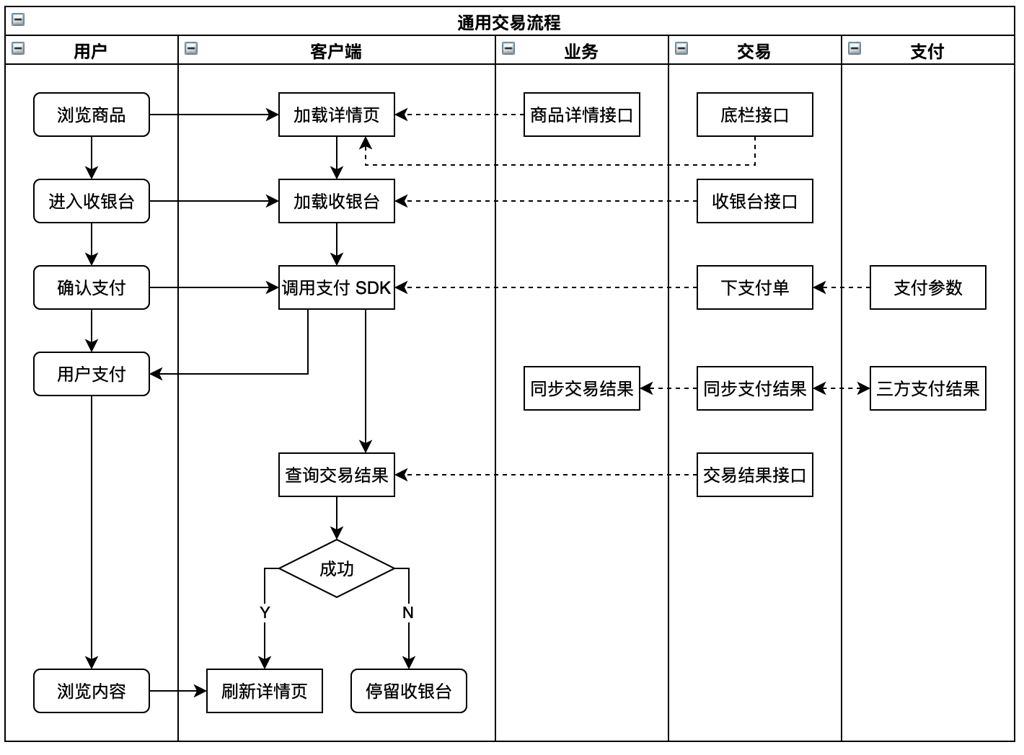 通用交易流程
用户
客户端
业务
交易
支付
浏览商品
加载详情页
商品详情接口
底栏接口
进入收银台
加载收银台
收银台接口
确认支付
调用支付 SDK
下支付单
支付参数
用户支付
同步交易结果
同步支付结果
三方支付结果
查询交易结果
交易结果接口
成功
Y
N
浏览内容
刷新详情页
停留收银台